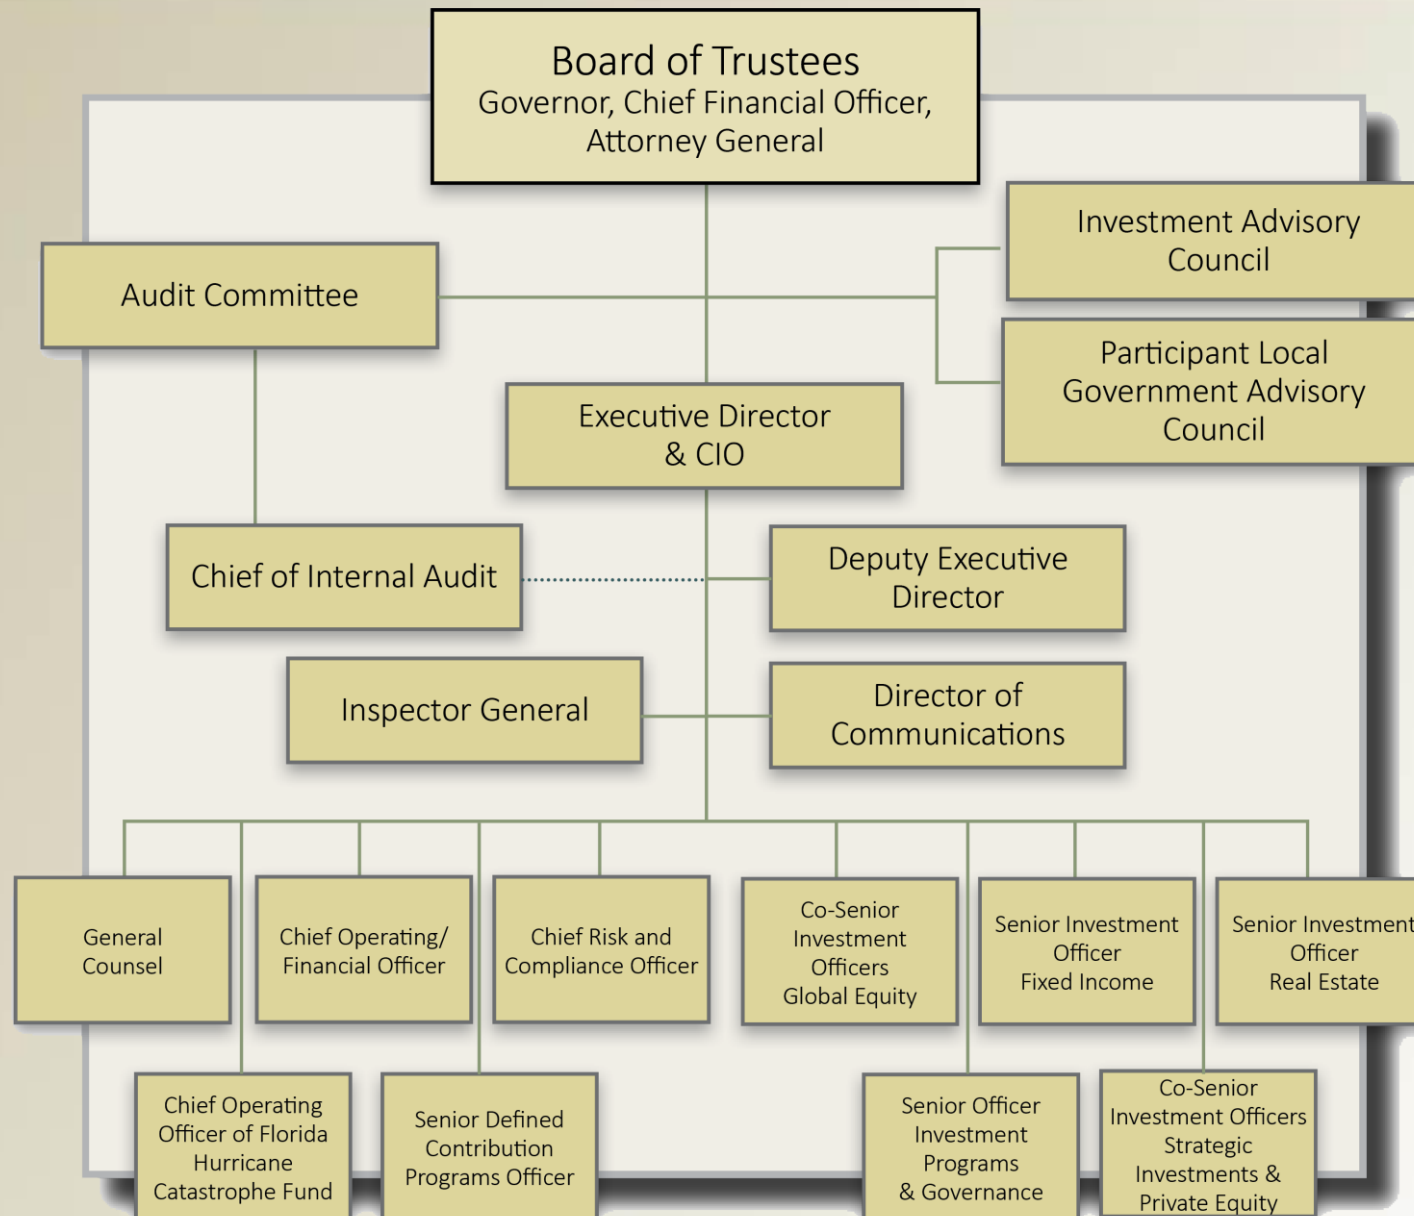 Board of Trustees
Governor, Chief Financial Officer,
Attorney General
Investment Advisory
Council
Audit Committee
Participant Local
Government Advisory
Council
Executive Director
& CIO
Chief of Internal Audit
Deputy Executive
Director
Inspector General
Director of
Communications
General
Counsel
Chief Operating/
Financial Officer
Chief Risk and
Compliance Officer
Co-Senior
Investment
Officers
Global Equity
Senior Investment
Officer
Fixed Income
Senior Investment
Officer
Real Estate
Chief Operating
Officer of Florida
Hurricane
Catastrophe Fund
Senior Defined
Contribution
Programs Officer
Senior Officer
Investment
Programs
& Governance
Co-Senior
Investment Officers
Strategic
Investments &
Private Equity